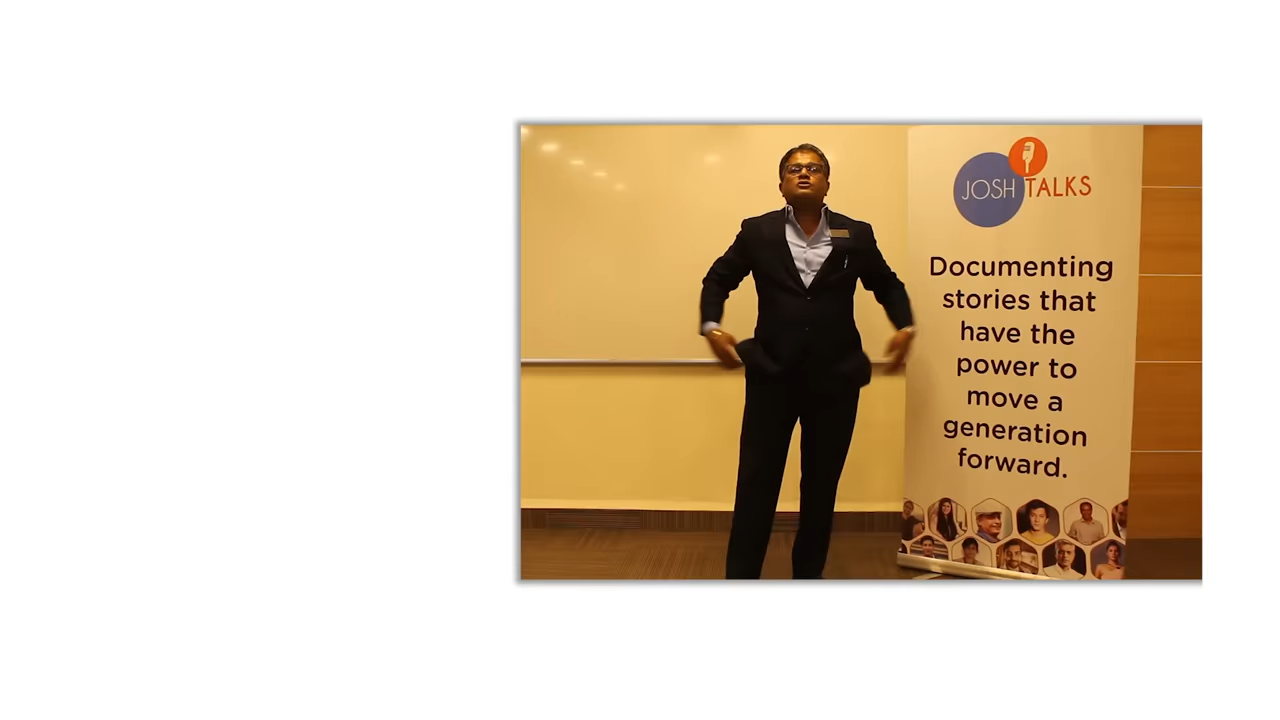 JOSH TALKS
Documenting
stories that
have the
power to
move a
generation
forward.